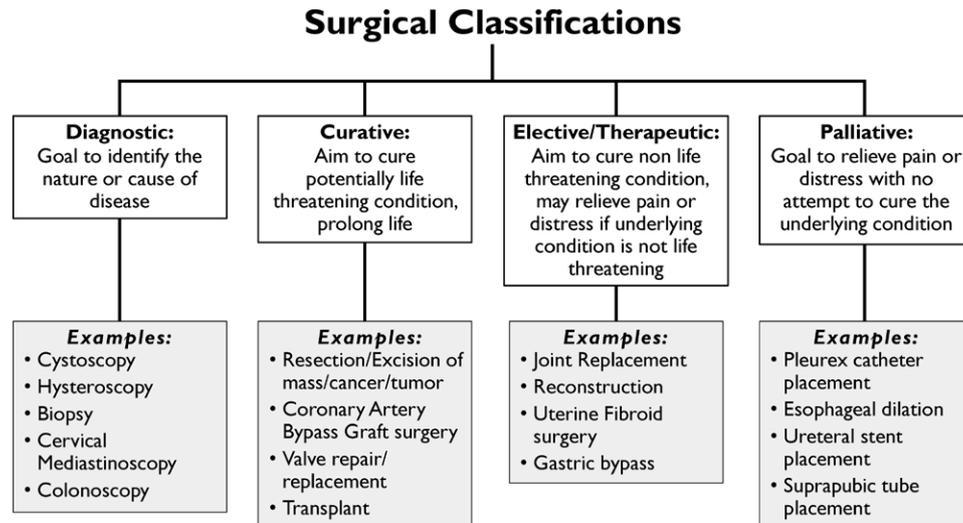 Surgical Classifications
Diagnostic:
Goal to identify the
nature or cause of
disease
Curative:
Aim to cure
potentially life
threatening condition,
prolong life
Elective/Therapeutic:
Aim to cure non life
threatening condition,
may relieve pain or
distress if underlying
condition is not life
threatening
Palliative:
Goal to relieve pain or
distress with no
attempt to cure the
underlying condition
Examples:
• Cystoscopy
• Hysteroscopy
• Biopsy
• Cervical
Mediastinoscopy
• Colonoscopy
Examples:
• Resection/Excision of
mass/cancer/tumor
• Coronary Artery
Bypass Graft surgery
• Valve repair/
replacement
• Transplant
Examples:
• Joint Replacement
• Reconstruction
• Uterine Fibroid
surgery
• Gastric bypass
Examples:
• Pleurex catheter
placement
• Esophageal dilation
• Ureteral stent
placement
• Suprapubic tube
placement